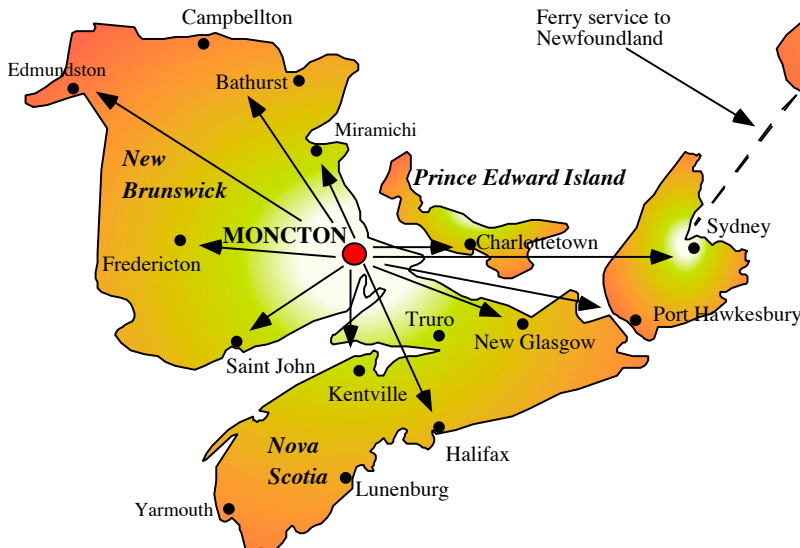 Campbellton
Ferry service to
Newfoundland
Edmundston
Bathurst
Miramichi
New
Brunswick
Prince Edward Island
MONCTON
Charlottetown
Sydney
Fredericton
Port Hawkesbury
Truro
New Glasgow
Saint John
Kentville
Nova
Scotia
Halifax
Lunenburg
Yarmouth